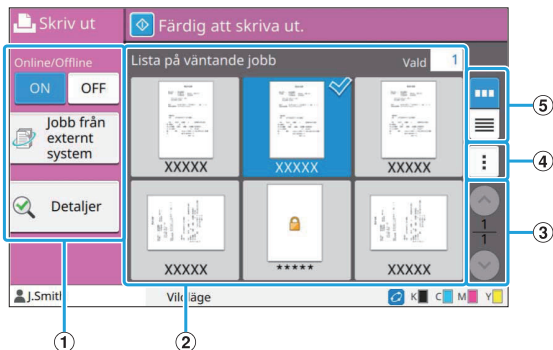 Skriv ut
Färdig att skriva ut.
Online/Offline
ON
OFF
Jobb från
externt
system
Detaljer
Lista på väntande jobb
Vald
1
XXXXX
XXXXX
XXXXX
XXXXX
*****
XXXXX
1
1
J.Smith
K
C
M
Y
1
2
3
4
5